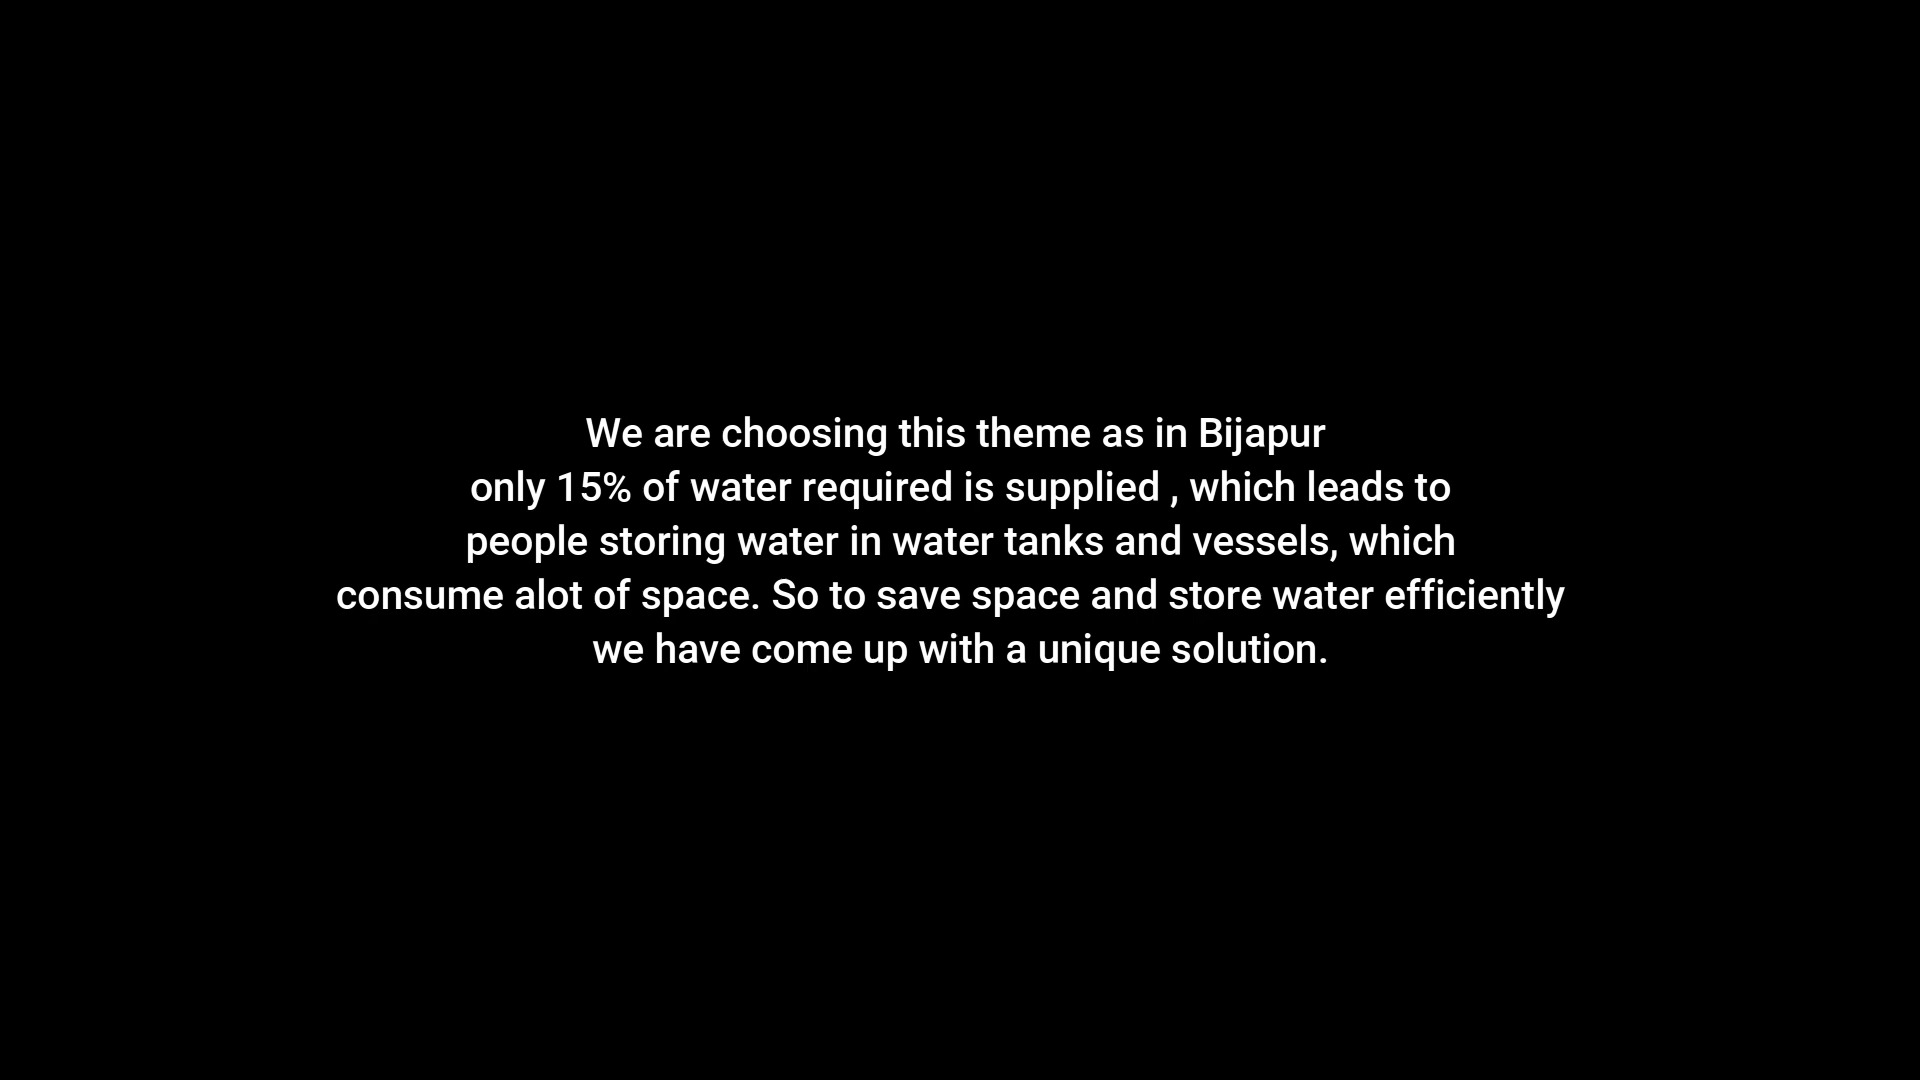 We are choosing this theme as in Bijapur
only 15% of water required is supplied , which leads to
people storing water in water tanks and vessels, which
consume alot of space. So to save space and store water efficiently
we have come up with a unique solution.